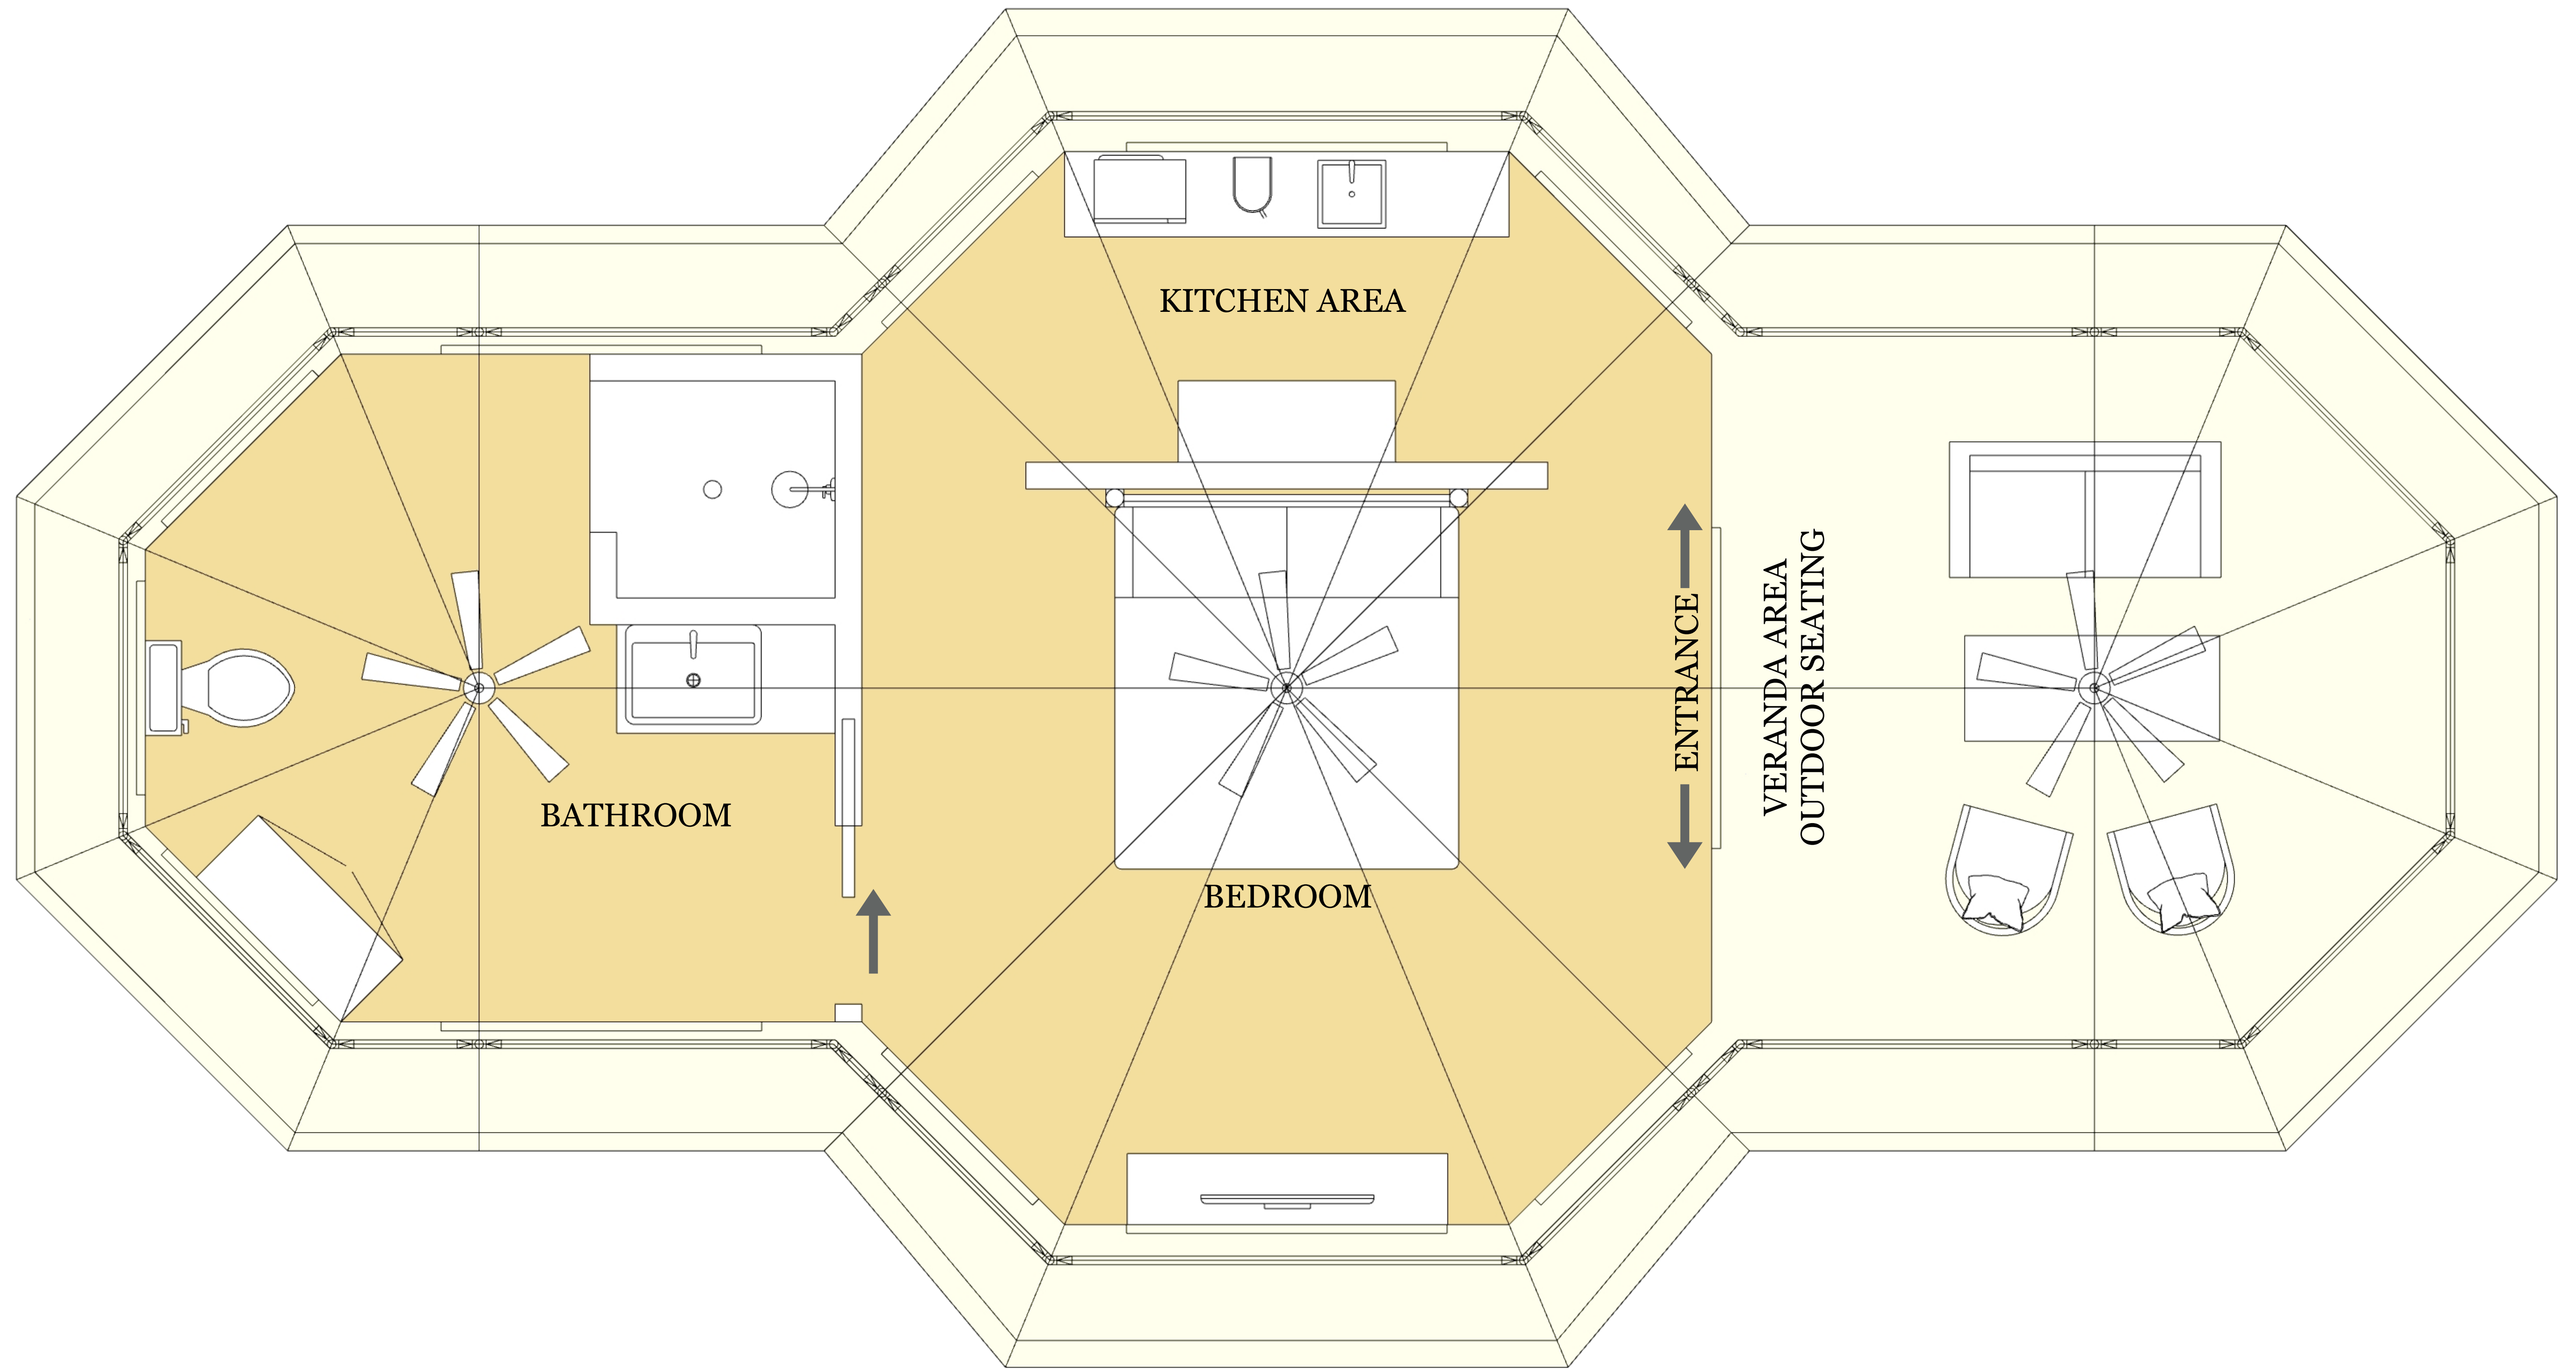 KITCHEN AREA
BATHROOM
BEDROOM
ENTRANCE
VERANDA AREA
OUTDOOR SEATING